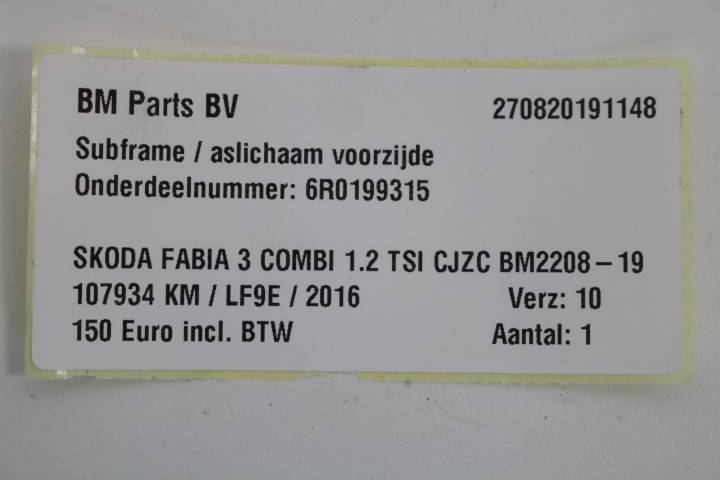 BM Parts BV 270820191148
Subframe / aslichaam voorzijde
Onderdeelnummer: 6R0199315
SKODA FABIA 3 COMBI 1.2 TSI CJZC BM2208-19
107934 KM / LF9E / 2016 Verz: 10
150 Euro incl. BTW Aantal: 1